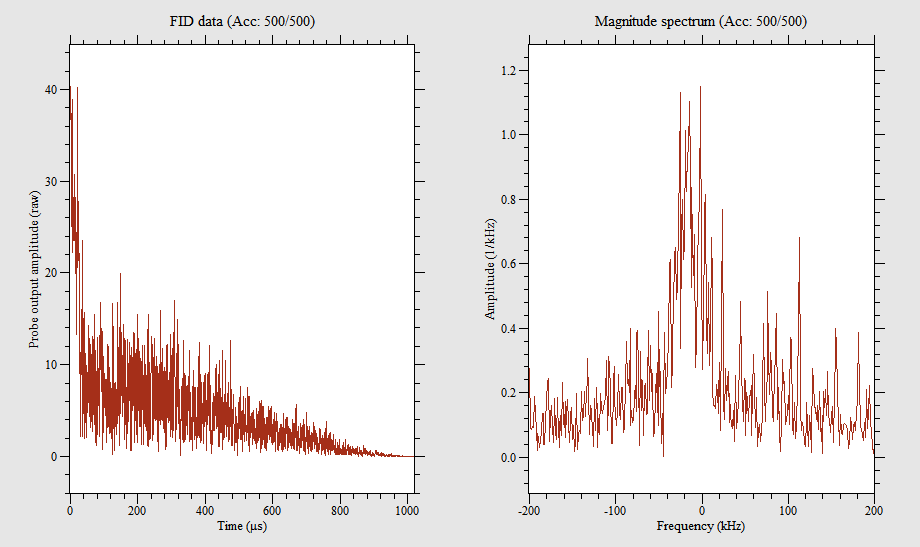 FID data (Acc: 500/500)
40
30
20
10
0
Probe output amplitude (raw)
0 200 400 600 800 1000
Time (µs)
Magnitude spectrum (Acc: 500/500)
1.2
1.0
0.8
0.6
0.4
0.2
0.0
Amplitude (1/kHz)
-200 -100 0 100 200
Frequency (kHz)